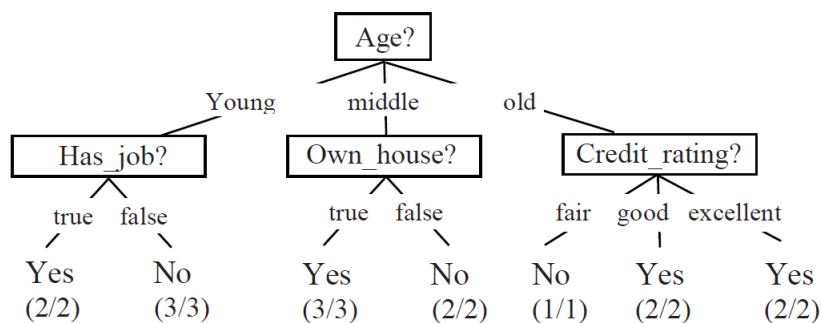 Age?
Young middle old
Has_job? Own_house? Credit_rating?
true false true false fair good excellent
Yes No Yes No No Yes Yes
(2/2) (3/3) (3/3) (2/2) (1/1) (2/2) (2/2)